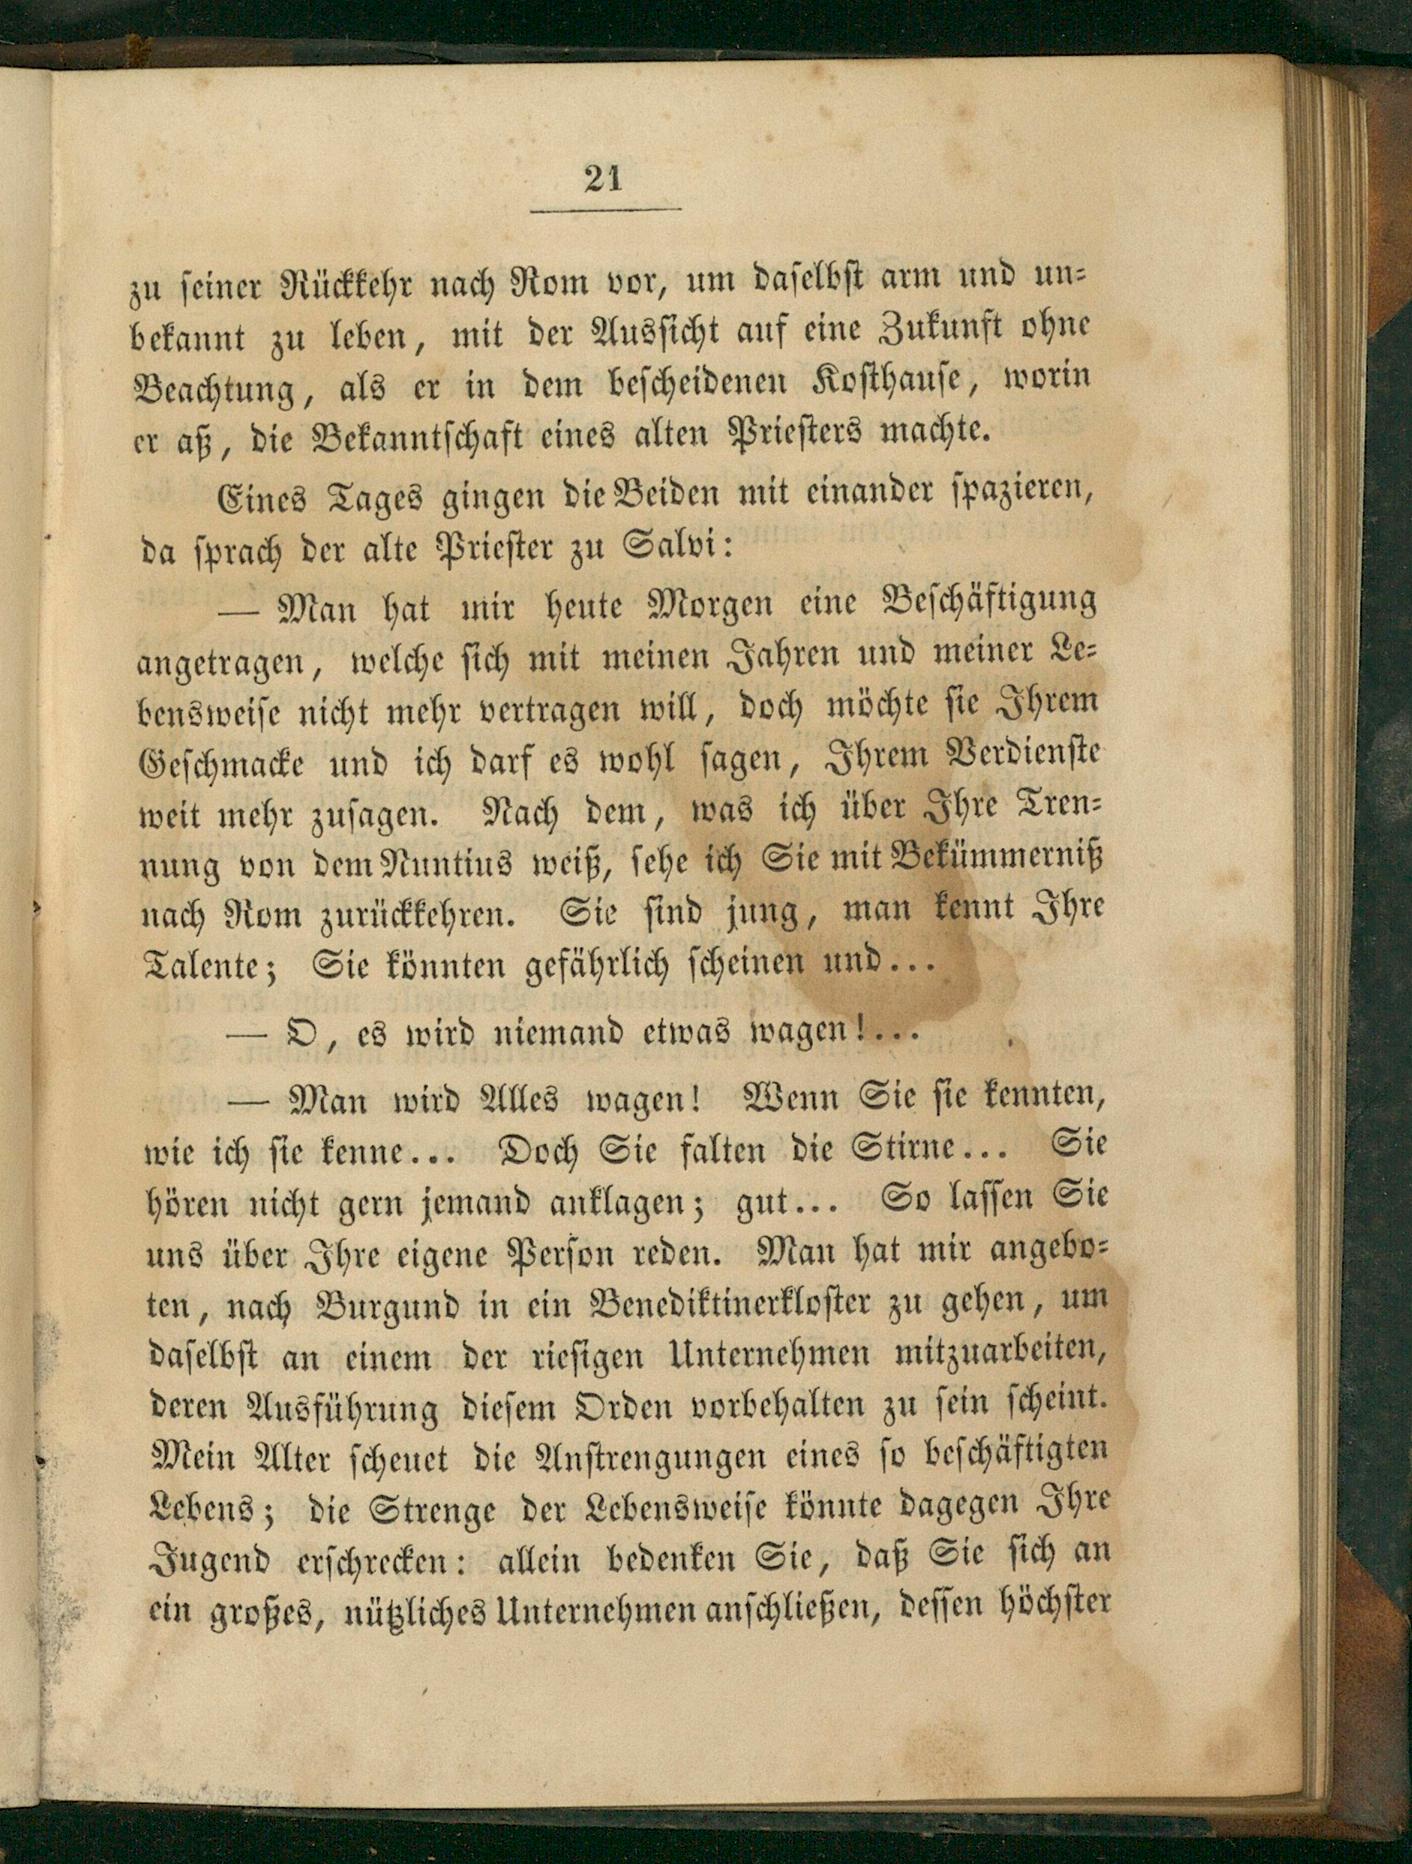 21
zu seiner Rückkehr nach Rom vor, um daselbst arm und un-
bekannt zu leben, mit der Aussicht auf eine Zukunft ohne
Beachtung, als er in dem bescheidenen Kosthause, worin
er aß, die Bekanntschaft eines alten Priesters machte.
Eines Tages gingen die Beiden mit einander spazieren,
da sprach der alte Priester zu Salvi:
— Man hat mir heute Morgen eine Beschäftigung
angetragen, welche sich mit meinen Jahren und meiner Le-
bensweise nicht mehr vertragen will, doch möchte sie Ihrem
Geschmacke und ich darf es wohl sagen, Ihrem Verdienste
weit mehr zusagen. Nach dem, was ich über Ihre Tren-
nung von dem Nuntius weiß, sehe ich Sie mit Bekümmerniß
nach Rom zurückkehren. Sie sind jung, man kennt Ihre
Talente; Sie könnten gefährlich scheinen und...
— O, es wird niemand etwas wagen!...
— Man wird Alles wagen! Wenn Sie sie kennten,
wie ich sie kenne... Doch Sie falten die Stirne... Sie
hören nicht gern jemand anklagen; gut... So lassen Sie
uns über Ihre eigene Person reden. Man hat mir angebo-
ten, nach Burgund in ein Benediktinerkloster zu gehen, um
daselbst an einem der riesigen Unternehmen mitzuarbeiten,
deren Ausführung diesem Orden vorbehalten zu sein scheint.
Mein Alter scheuet die Anstrengungen eines so beschäftigten
Lebens; die Strenge der Lebensweise könnte dagegen Ihre
Jugend erschrecken: allein bedenken Sie, daß Sie sich an
ein großes, nützliches Unternehmen anschließen, dessen höchster